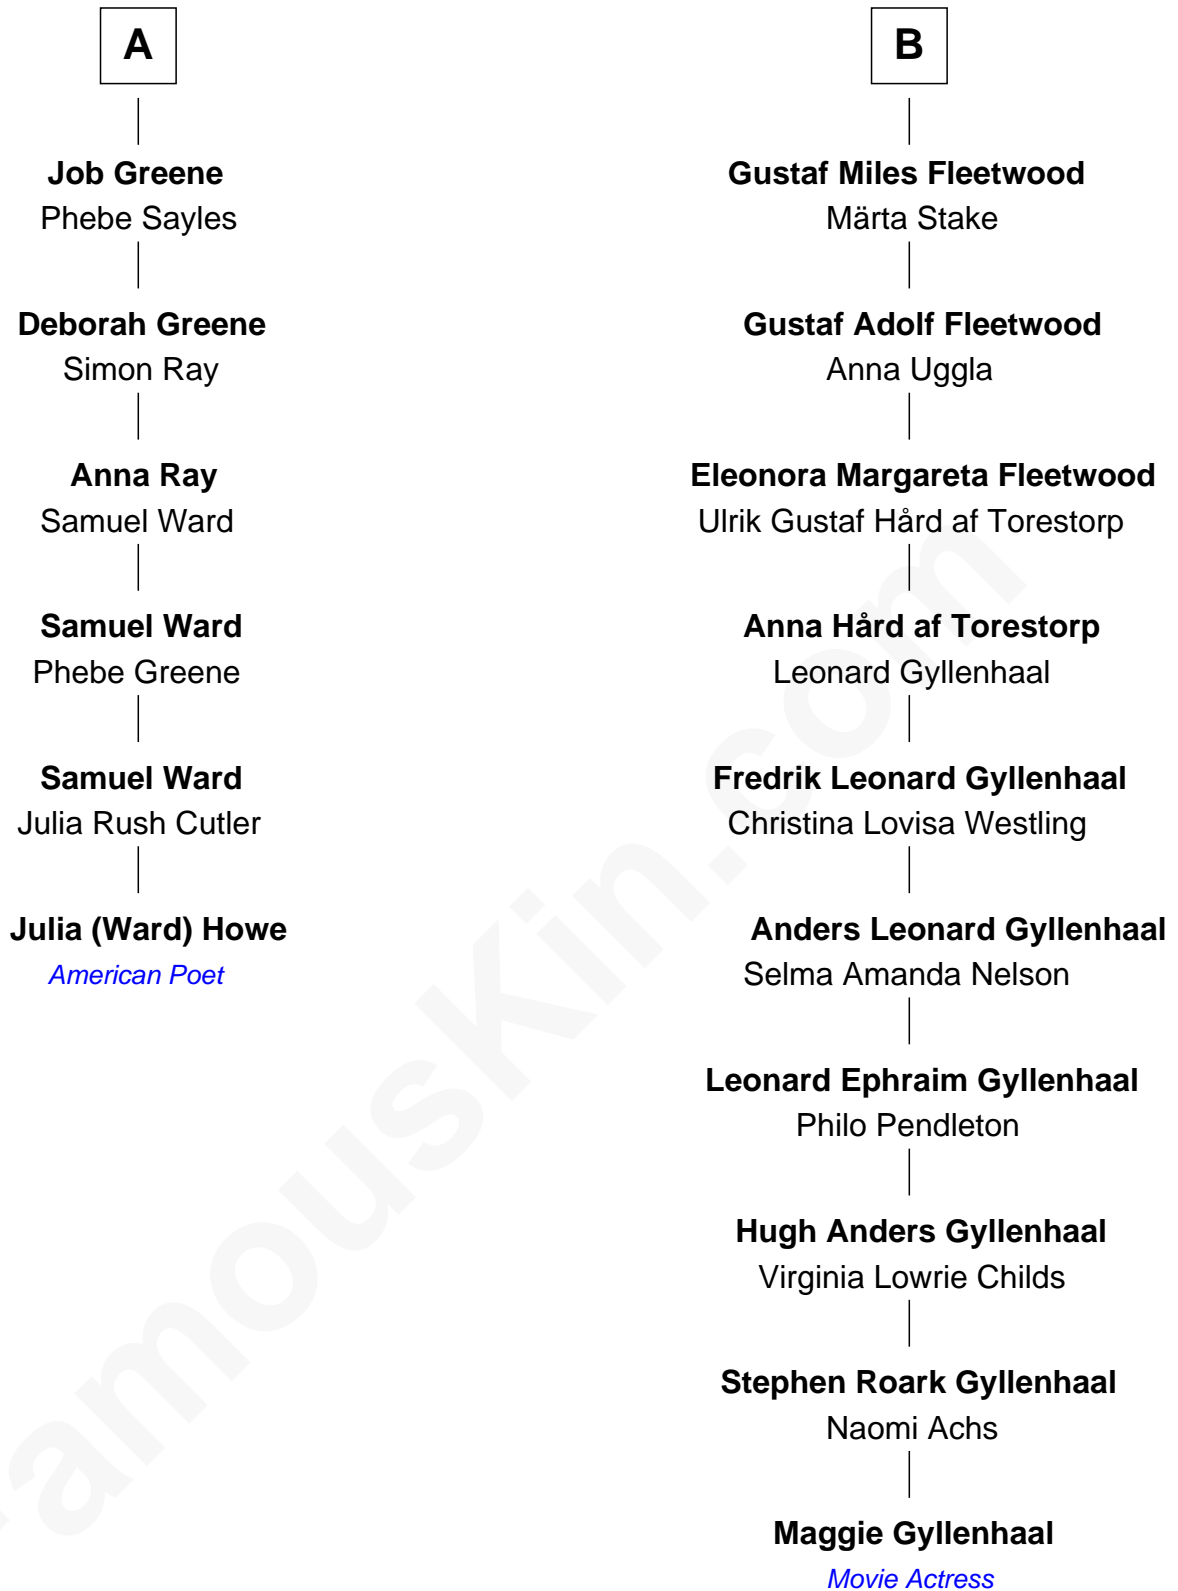 A
Job Greene
Phebe Sayles
Deborah Greene
Simon Ray
Anna Ray
Samuel Ward
Samuel Ward
Phebe Greene
Samuel Ward
Julia Rush Cutler
Julia (Ward) Howe
American Poet
B
Gustaf Miles Fleetwood
Märta Stake
Gustaf Adolf Fleetwood
Anna Uggla
Eleonora Margareta Fleetwood
Ulrik Gustaf Hård af Torestorp
Anna Hård af Torestorp
Leonard Gyllenhaal
Fredrik Leonard Gyllenhaal
Christina Lovisa Westling
Anders Leonard Gyllenhaal
Selma Amanda Nelson
Leonard Ephraim Gyllenhaal
Philo Pendleton
Hugh Anders Gyllenhaal
Virginia Lowrie Childs
Stephen Roark Gyllenhaal
Naomi Achs
Maggie Gyllenhaal
Movie Actress
FamousKin.com